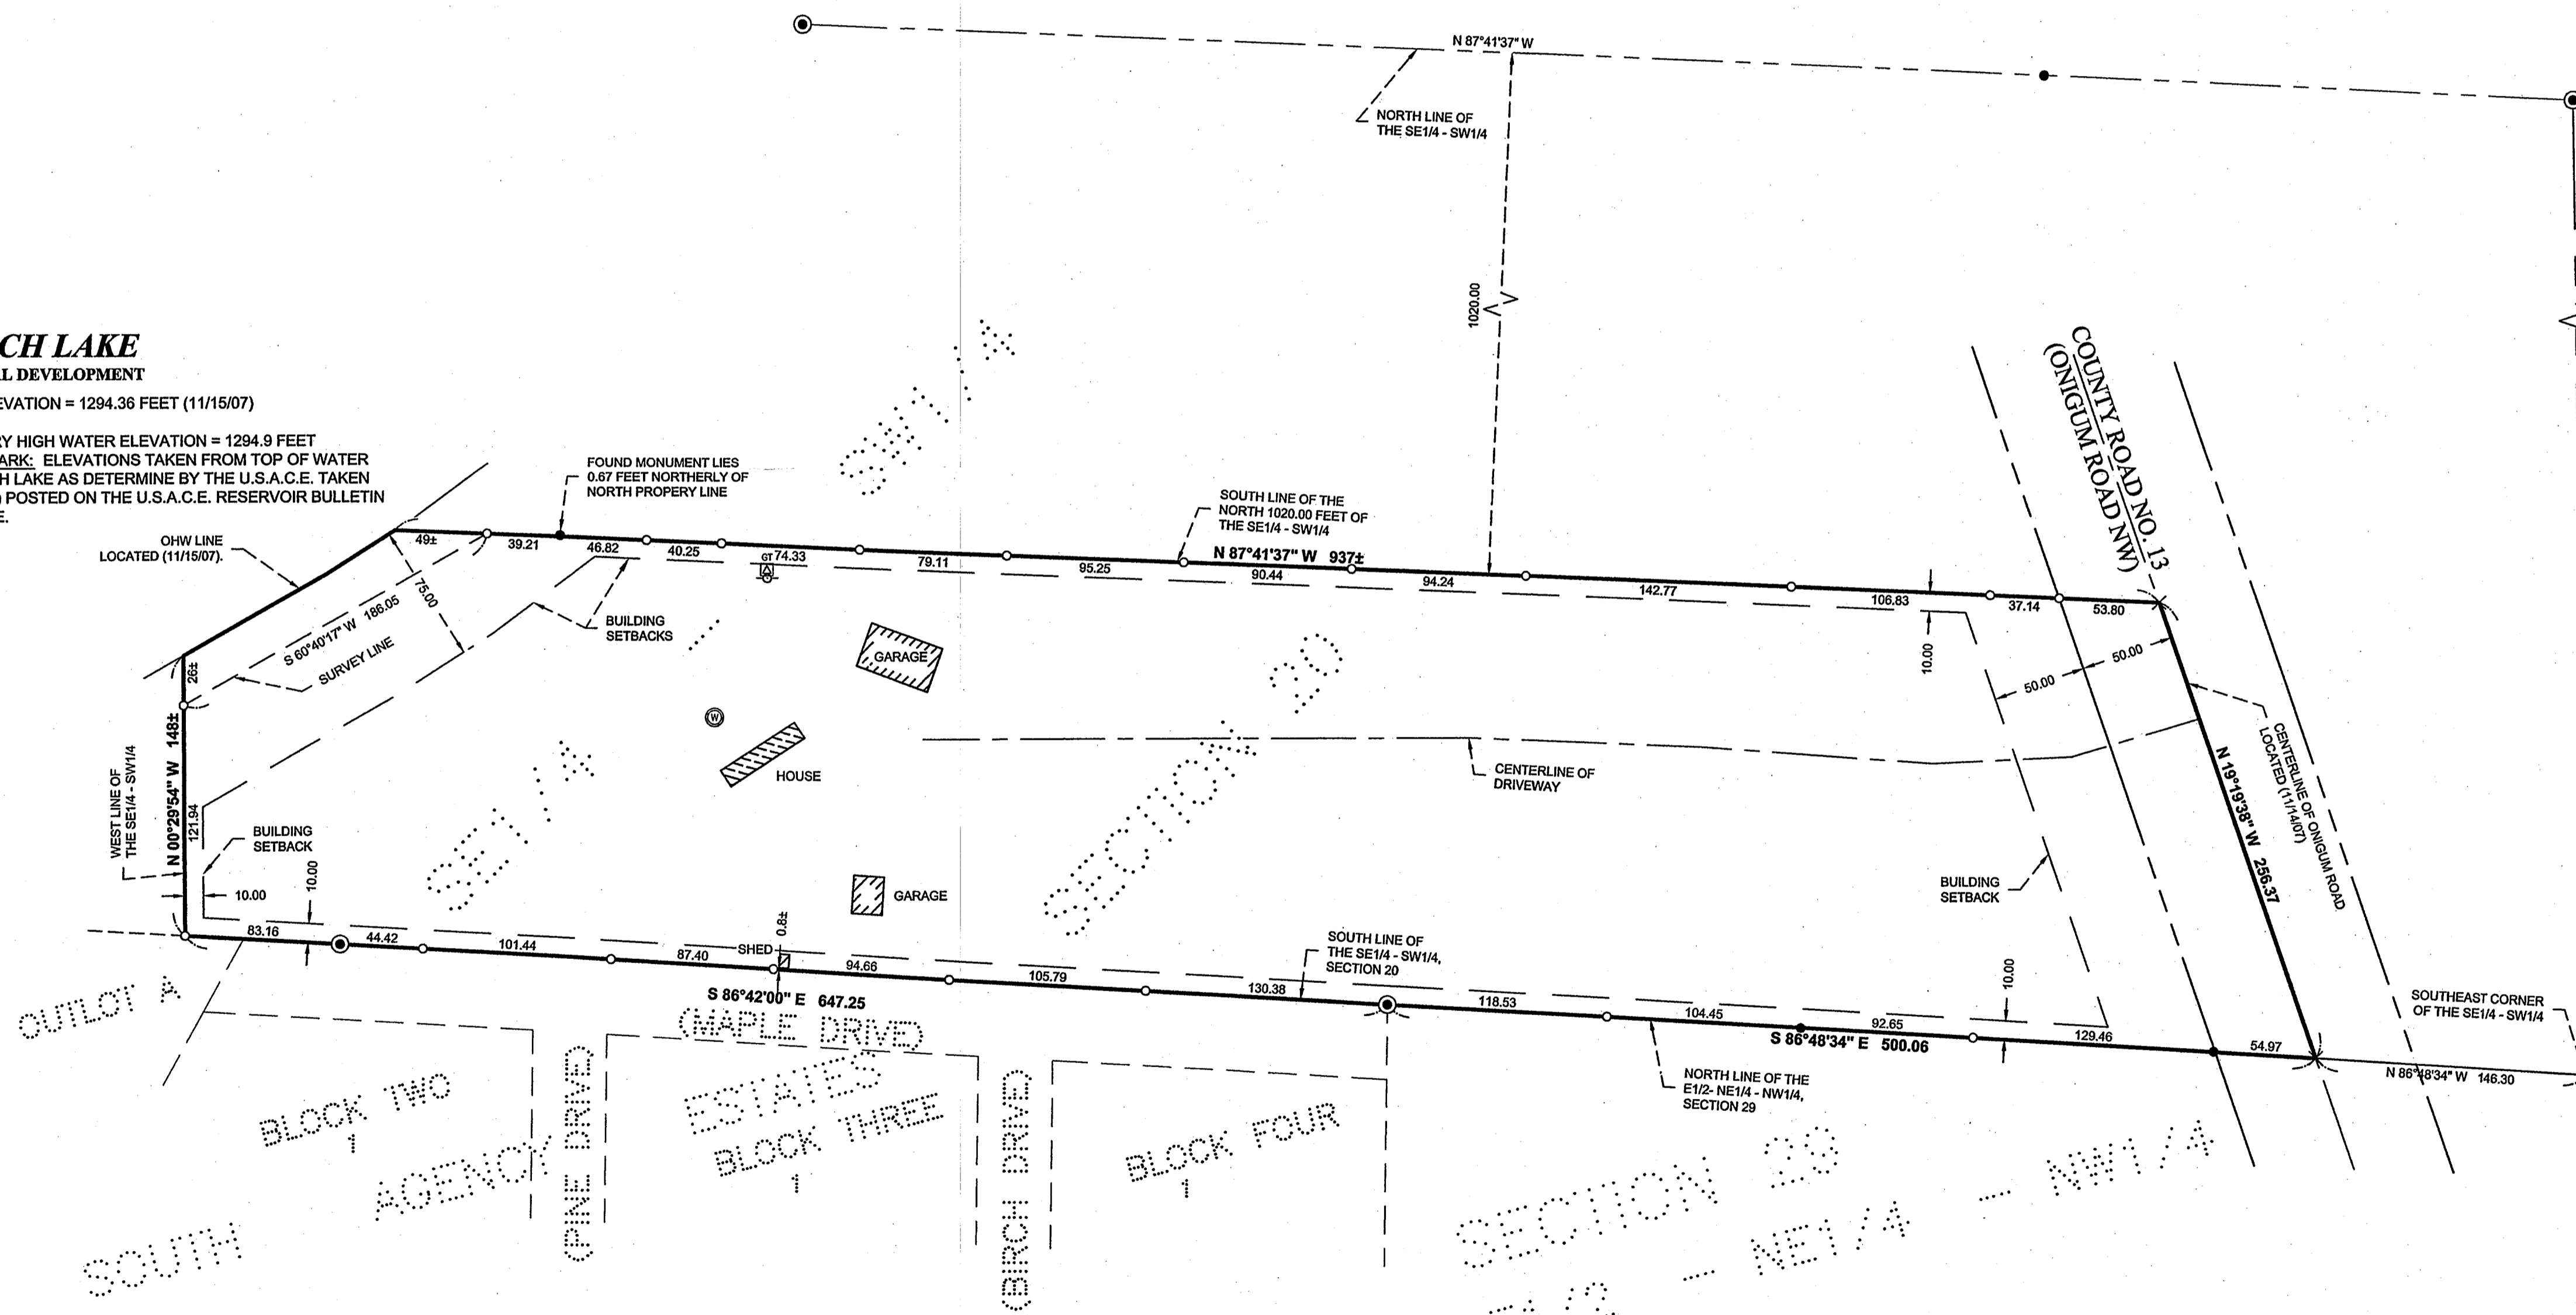 N 87°41'37" W
NORTH LINE OF
THE SE1/4 - SW1/4
1020.00
CH LAKE
L DEVELOPMENT
EVATION = 1294.36 FEET (11/15/07)
RY HIGH WATER ELEVATION = 1294.9 FEET
ARK: ELEVATIONS TAKEN FROM TOP OF WATER
H LAKE AS DETERMINE BY THE U.S.A.C.E. TAKEN
POSTED ON THE U.S.A.C.E. RESERVOIR BULLETIN
E.
OHW LINE
LOCATED (11/15/07).
FOUND MONUMENT LIES
0.67 FEET NORTHERLY OF
NORTH PROPERY LINE
SW1/4
SOUTH LINE OF THE
NORTH 1020.00 FEET OF
THE SE1/4 - SW1/4
COUNTY ROAD NO. 13
(ONIGUM ROAD NW)
49±
39.21
46.82
40.25
GT
74.33
79.11
95.25
N 87°41'37" W 937±
90.44
94.24
142.77
106.83
37.14
53.80
S 60°40'17" W 186.05
SURVEY LINE
75.00
BUILDING
SETBACKS
GARAGE
SECTION 20
10.00
50.00
50.00
26±
N 00°29'54" W 148±
121.94
WEST LINE OF
THE SE1/4 - SW1/4
W
HOUSE
CENTERLINE OF
DRIVEWAY
CENTERLINE OF ONIGUM ROAD
LOCATED (11/14/07)
N 19°19'38" W 256.37
SE1/4
BUILDING
SETBACK
10.00
10.00
GARAGE
BUILDING
SETBACK
83.16
44.42
101.44
87.40
SHED
0.8±
94.66
105.79
130.38
SOUTH LINE OF
THE SE1/4 - SW1/4,
SECTION 20
118.53
104.45
92.65
10.00
129.46
54.97
SOUTHEAST CORNER
OF THE SE1/4 - SW1/4
S 86°42'00" E 647.25
S 86°48'34" E 500.06
N 86°48'34" W 146.30
NORTH LINE OF THE
E1/2- NE1/4 - NW1/4,
SECTION 29
OUTLOT A
(MAPLE DRIVE)
BLOCK TWO
1
(PINE DRIVE)
ESTATES
BLOCK THREE
1
(BIRCH DRIVE)
BLOCK FOUR
1
AGENCY
SOUTH
SECTION 29
- NE1/4 - NW1/4